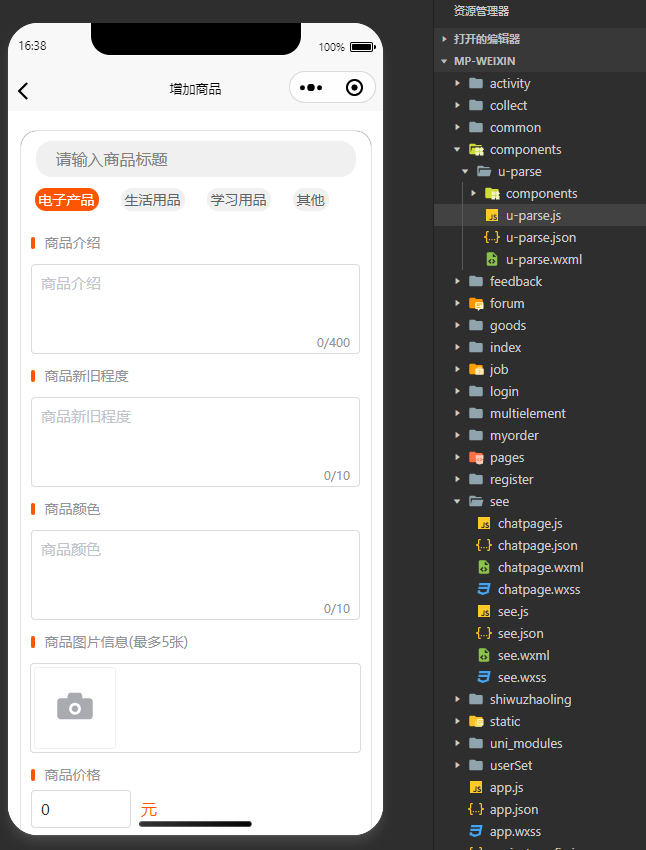 16:38
100%
增加商品
请输入商品标题
电子产品 生活用品 学习用品 其他
商品介绍
商品介绍
0/400
商品新旧程度
商品新旧程度
0/10
商品颜色
商品颜色
0/10
商品图片信息(最多5张)
商品价格
0 元
资源管理器
打开的编辑器
MP-WEIXIN
activity
collect
common
components
u-parse
components
u-parse.js
u-parse.json
u-parse.wxml
feedback
forum
goods
index
job
login
multielement
myorder
pages
register
see
chatpage.js
chatpage.json
chatpage.wxml
chatpage.wxss
see.js
see.json
see.wxml
see.wxss
shiwuzhaoling
static
uni_modules
userSet
app.js
app.json
app.wxss